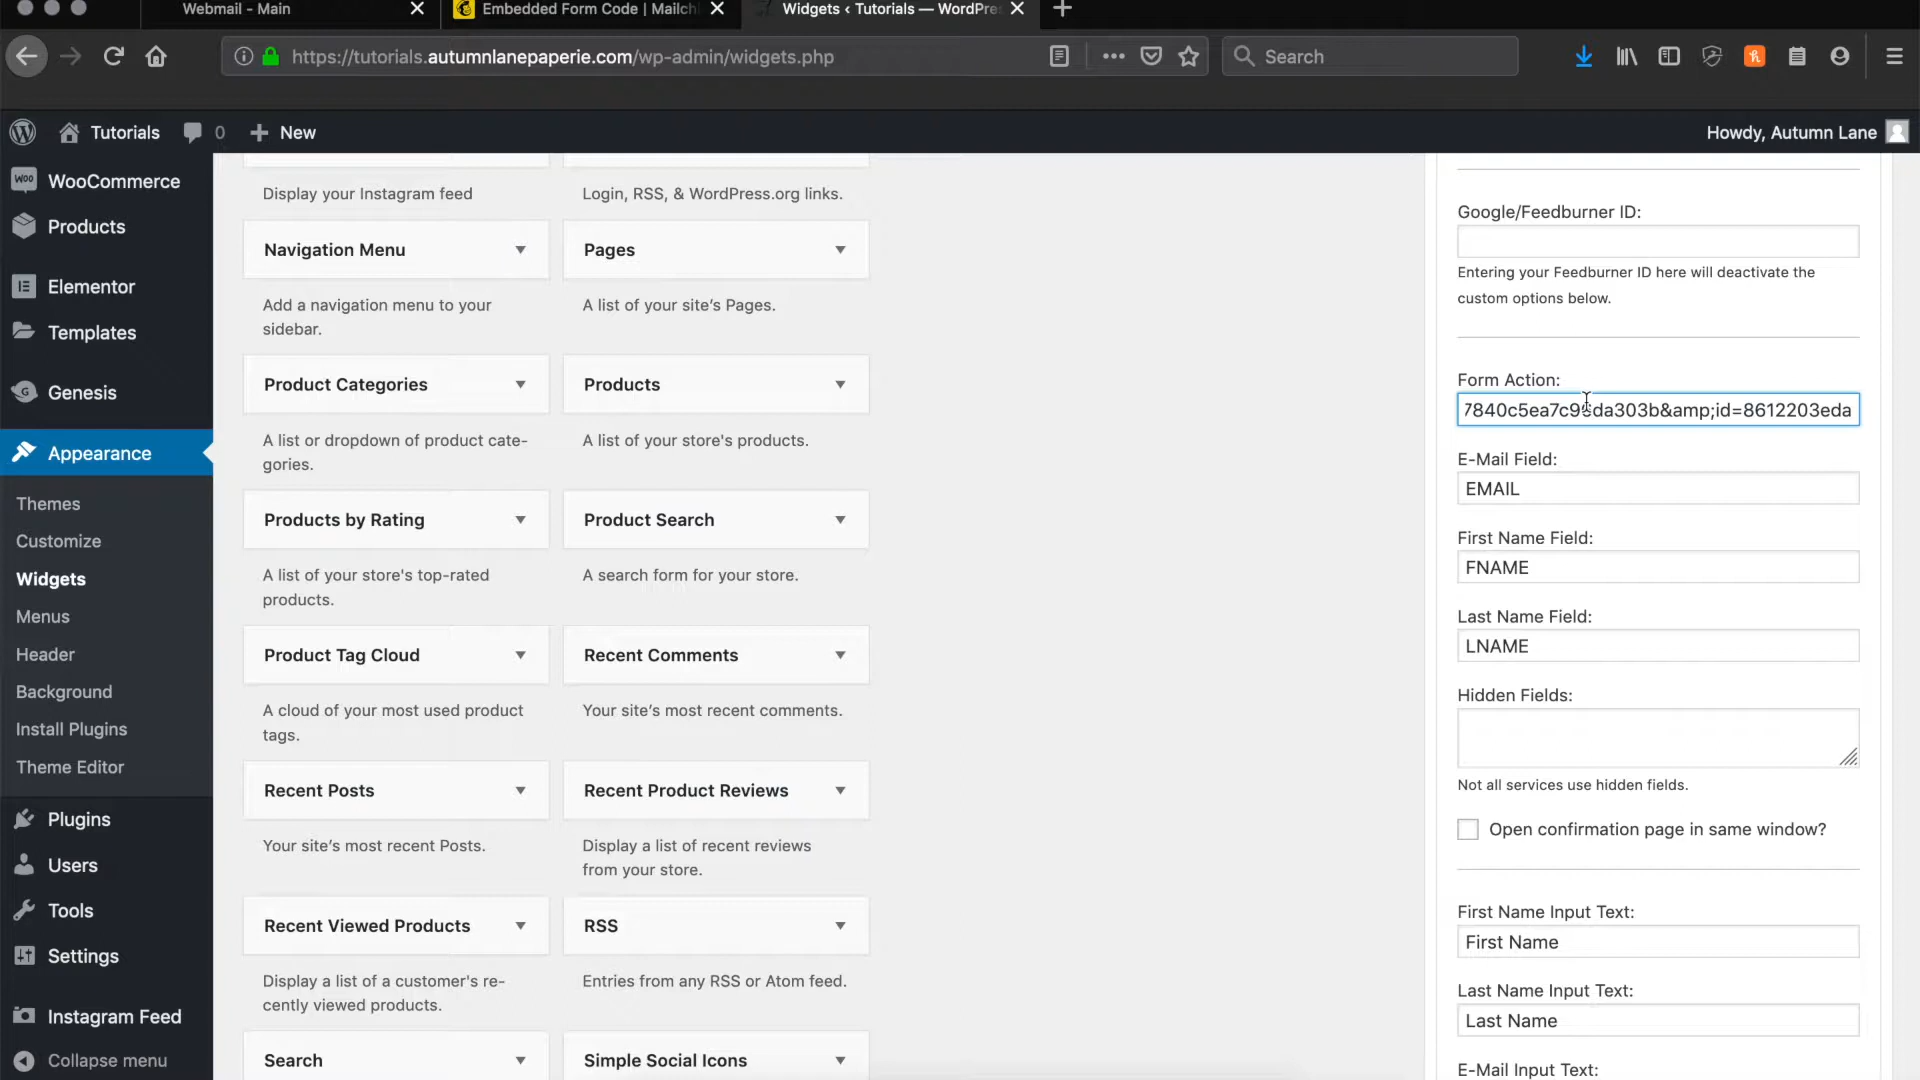 Webmail - Main
Embedded Form Code | Mailch
Widgets ‹ Tutorials — WordPre
https://tutorials.autumnlanepaperie.com/wp-admin/widgets.php
Search
Tutorials
0
New
Howdy, Autumn Lane
WooCommerce
Products
Elementor
Templates
Genesis
Appearance
Themes
Customize
Widgets
Menus
Header
Background
Install Plugins
Theme Editor
Plugins
Users
Tools
Settings
Instagram Feed
Collapse menu
Display your Instagram feed
Login, RSS, & WordPress.org links.
Navigation Menu
Pages
Add a navigation menu to your
sidebar.
A list of your site's Pages.
Product Categories
Products
A list or dropdown of product cate-
gories.
A list of your store's products.
Products by Rating
Product Search
A list of your store's top-rated
products.
A search form for your store.
Product Tag Cloud
Recent Comments
A cloud of your most used product
tags.
Your site's most recent comments.
Recent Posts
Recent Product Reviews
Your site's most recent Posts.
Display a list of recent reviews
from your store.
Recent Viewed Products
RSS
Display a list of a customer's re-
cently viewed products.
Entries from any RSS or Atom feed.
Search
Simple Social Icons
Google/Feedburner ID:
Entering your Feedburner ID here will deactivate the
custom options below.
Form Action:
E-Mail Field:
EMAIL
First Name Field:
FNAME
Last Name Field:
LNAME
Hidden Fields:
Not all services use hidden fields.
Open confirmation page in same window?
First Name Input Text:
First Name
Last Name Input Text:
Last Name
E-Mail Input Text: